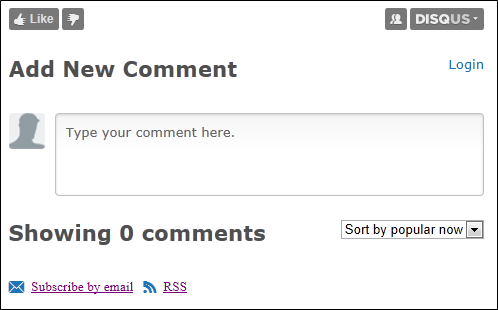 Like DISQUS
Add New Comment Login
Type your comment here.
Showing 0 comments Sort by popular now
Subscribe by email RSS